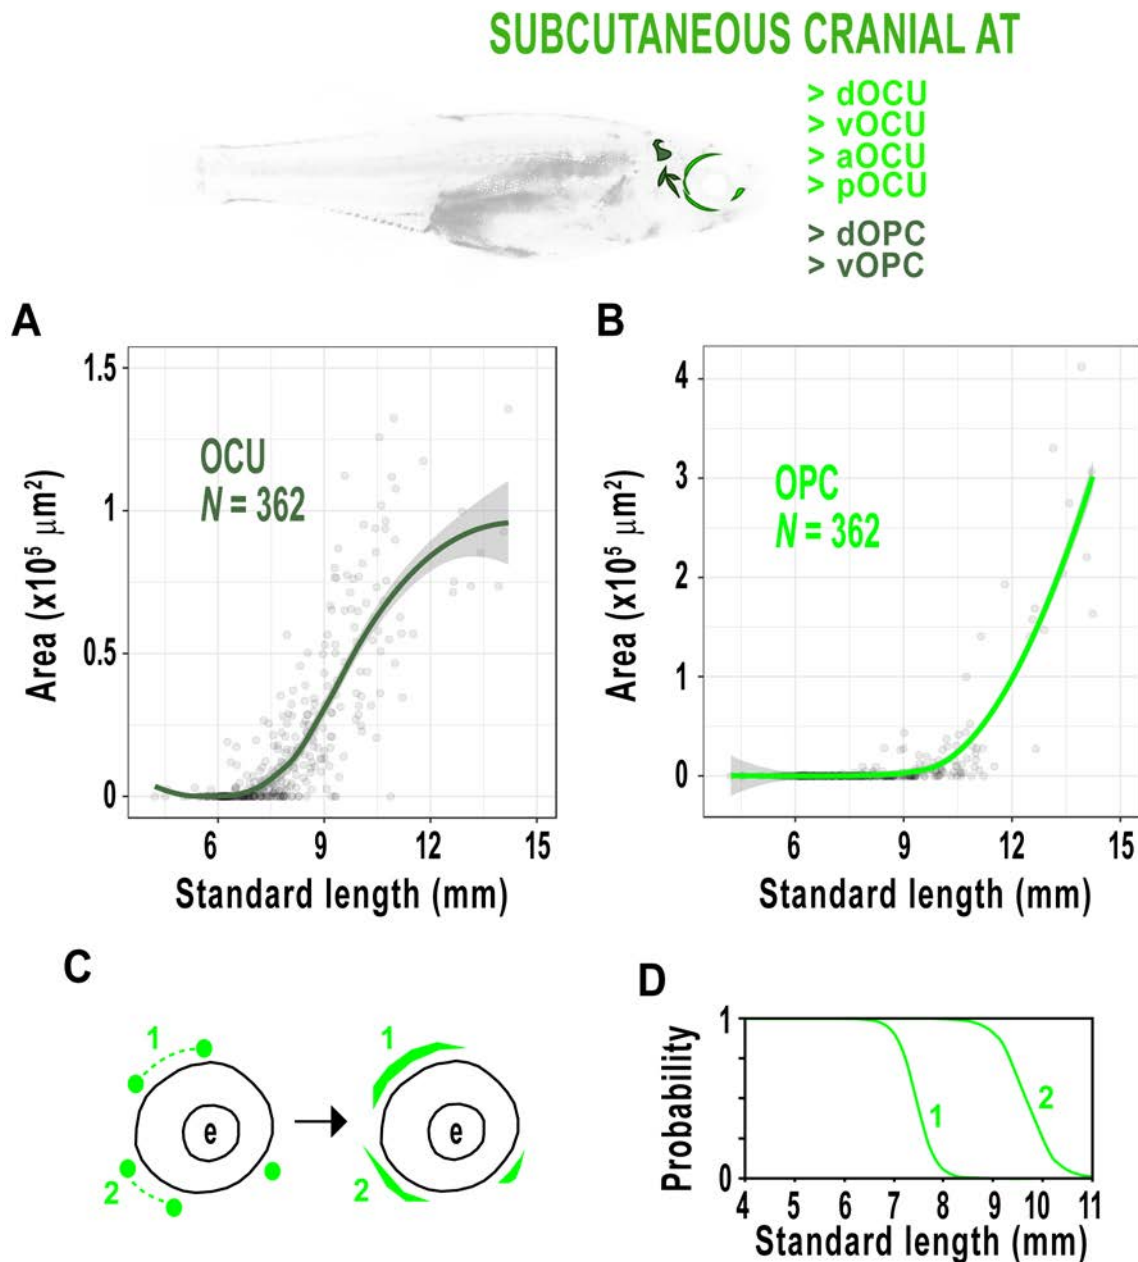 SUBCUTANEOUS CRANIAL AT
> dOCU
> vOCU
> aOCU
> pOCU
> dOPC
> vOPC
A
1.5
1
0.5
0
Area (x10⁵ μm²)
OCU
N = 362
6 9 12 15
Standard length (mm)
B
4
3
2
1
0
Area (x10⁵ μm²)
OPC
N = 362
6 9 12 15
Standard length (mm)
C
1
2
e
1
2
e
D
Probability
1
0
1
2
4 5 6 7 8 9 10 11
Standard length (mm)